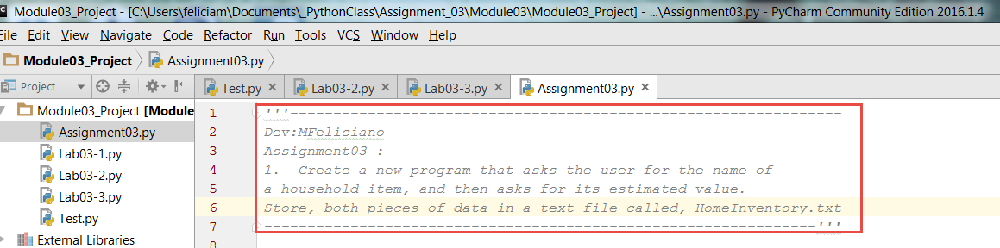 Module03_Project - [C:\Users\feliciam\Documents\_PythonClass\Assignment_03\Module03\Module03_Project] - ...\Assignment03.py - PyCharm Community Edition 2016.1.4
File Edit View Navigate Code Refactor Run Tools VCS Window Help
Module03_Project Assignment03.py
Project Test.py Lab03-2.py Lab03-3.py Assignment03.py
Module03_Project [Module
Assignment03.py
Lab03-1.py
Lab03-2.py
Lab03-3.py
Test.py
External Libraries
1 '''-----------------------------------------------------------------
2 Dev:MFeliciano
3 Assignment03 :
4 1.  Create a new program that asks the user for the name of
5 a household item, and then asks for its estimated value.
6 Store, both pieces of data in a text file called, HomeInventory.txt
7 -----------------------------------------------------------------'''
8